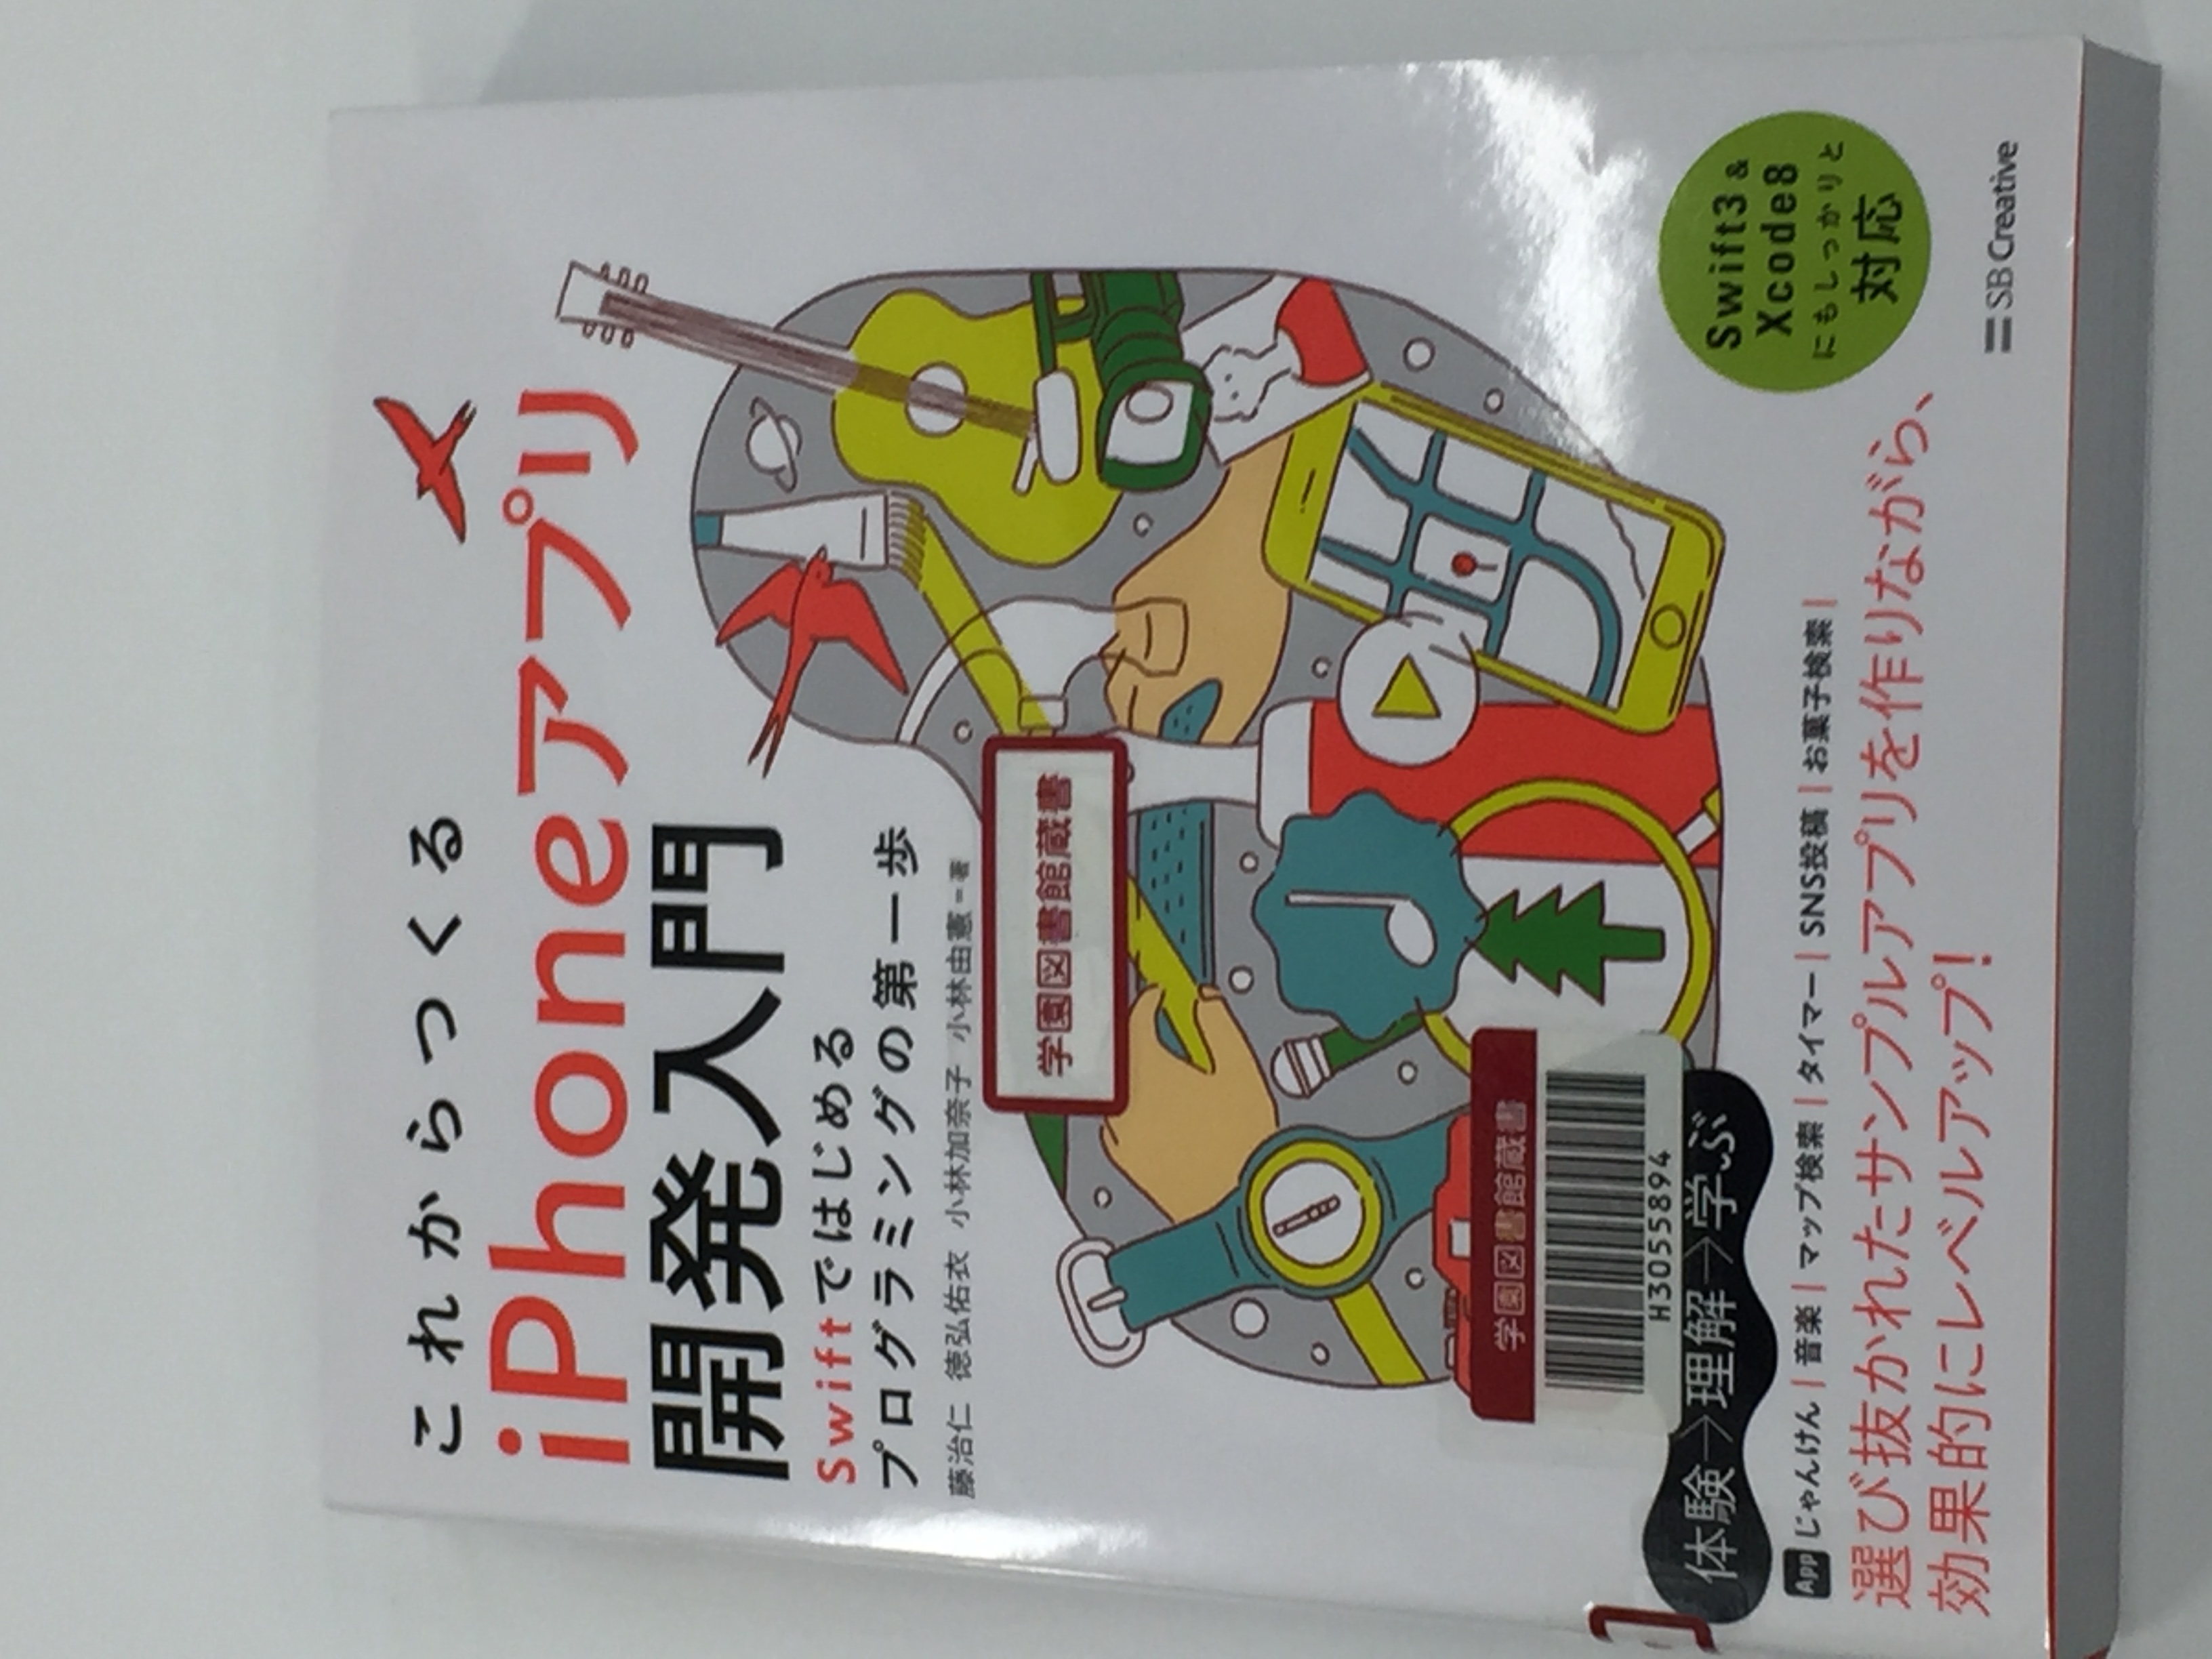 これからつくる
iPhoneアプリ
開発入門
Swiftではじめる
プログラミングの第一歩
藤治仁 徳弘佑衣 小林加奈子 小林由憲=著
学園図書館蔵書
学園図書館蔵書
H3055894
体験→理解→学ぶ
App じゃんけん|音楽|マップ検索|タイマー|SNS投稿|お菓子検索|
選び抜かれたサンプルアプリを作りながら、
効果的にレベルアップ!
Swift3&
Xcode8
にもしっかりと
対応
SB Creative